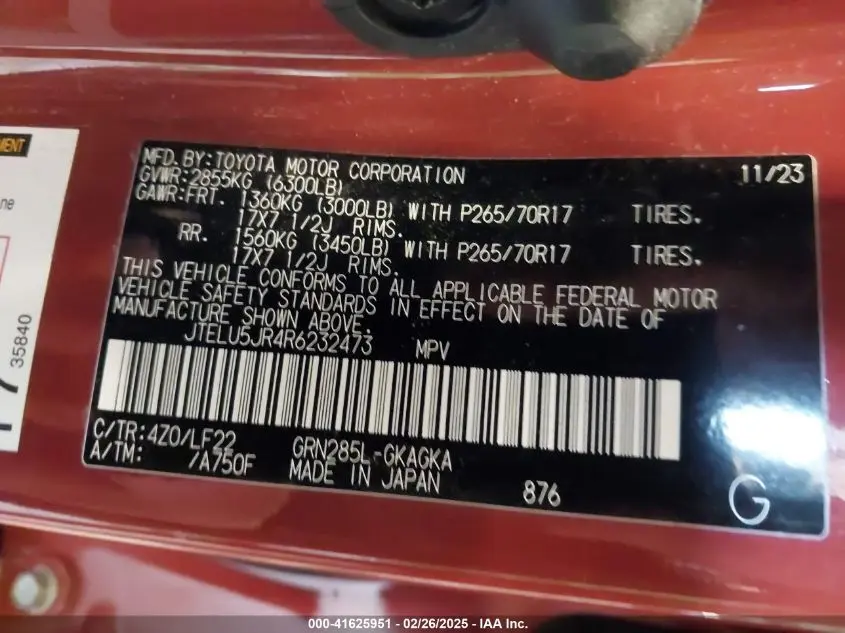 MENT
ne
35840
MFD. BY: TOYOTA MOTOR CORPORATION 11/23
GVWR: 2855KG (6300LB)
GAWR: FRT. 1360KG (3000LB) WITH P265/70R17 TIRES.
17X7 1/2J RIMS.
RR. 1560KG (3450LB) WITH P265/70R17 TIRES.
17X7 1/2J RIMS.
THIS VEHICLE CONFORMS TO ALL APPLICABLE FEDERAL MOTOR
VEHICLE SAFETY STANDARDS IN EFFECT ON THE DATE OF
MANUFACTURE SHOWN ABOVE.
JTELU5JR4R6232473 MPV
C/TR: 4Z0/LF22 GRN285L-GKAGKA
A/TM: /A750F MADE IN JAPAN 876
G
000-41625951 - 02/26/2025 - IAA Inc.